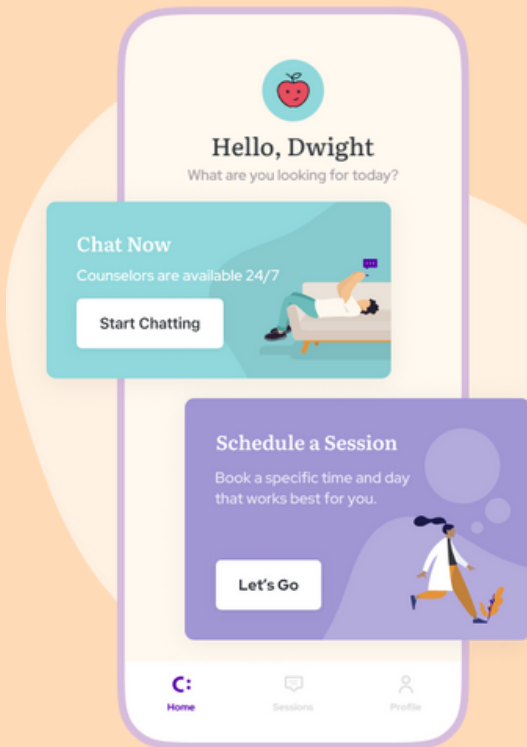 Hello, Dwight
What are you looking for today?
Chat Now
Counselors are available 24/7
Start Chatting
Schedule a Session
Book a specific time and day
that works best for you.
Let's Go
C:
Home
Sessions
Profile